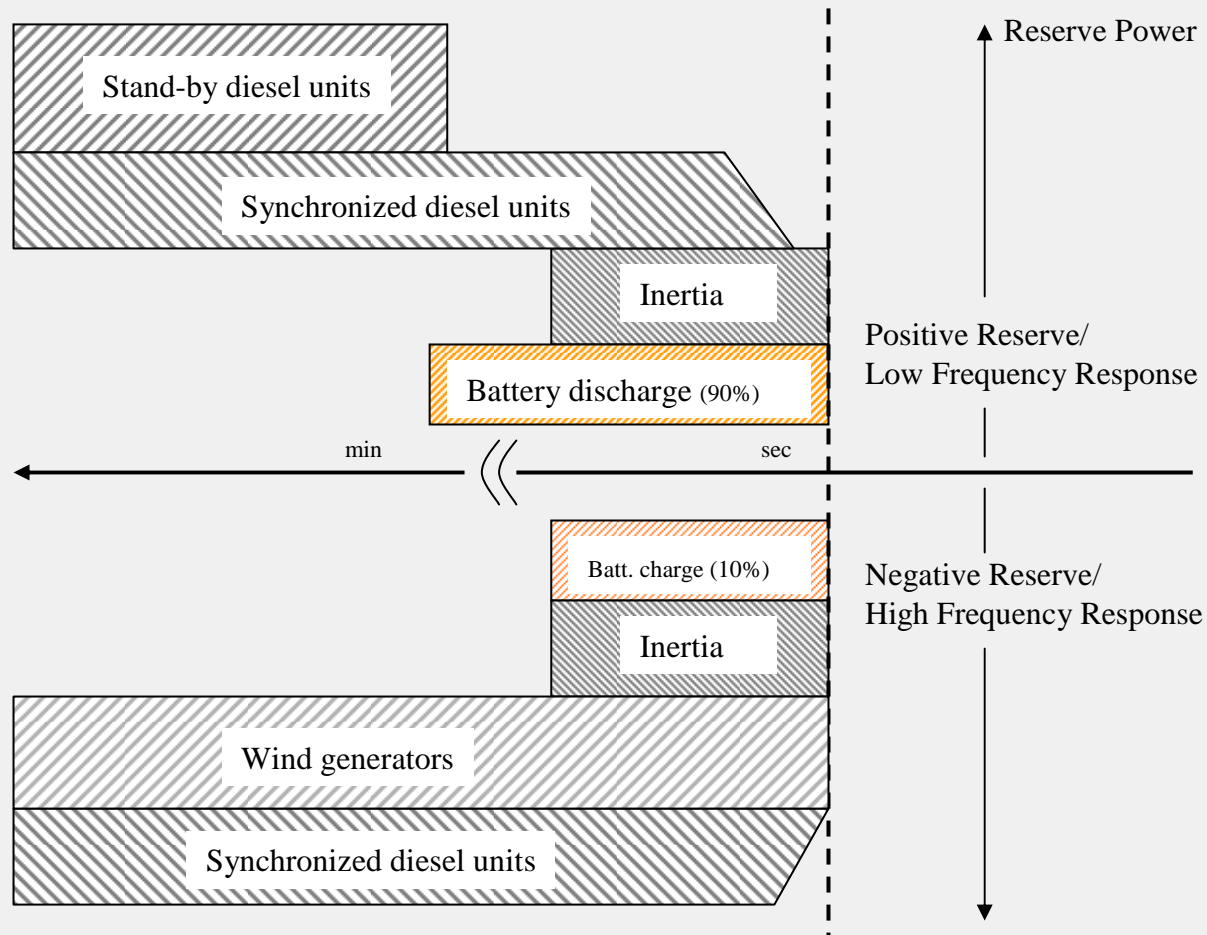 Reserve Power
Stand-by diesel units
Synchronized diesel units
Inertia
Positive Reserve/
Low Frequency Response
Battery discharge (90%)
min
sec
Batt. charge (10%)
Negative Reserve/
High Frequency Response
Inertia
Wind generators
Synchronized diesel units